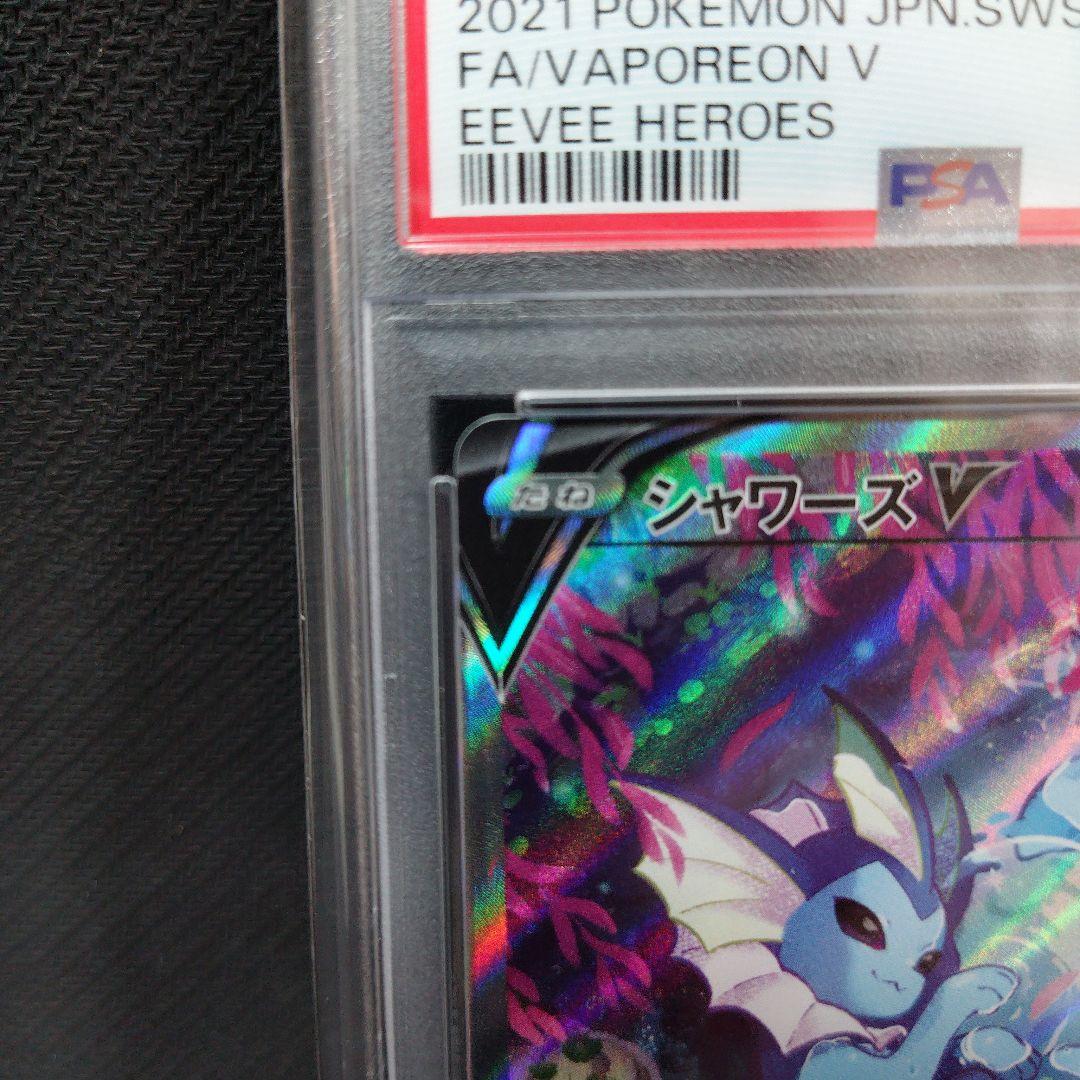 2021 POKEMON JPN.SWS
FA/VAPOREON V
EEVEE HEROES
PSA
たね シャワーズV